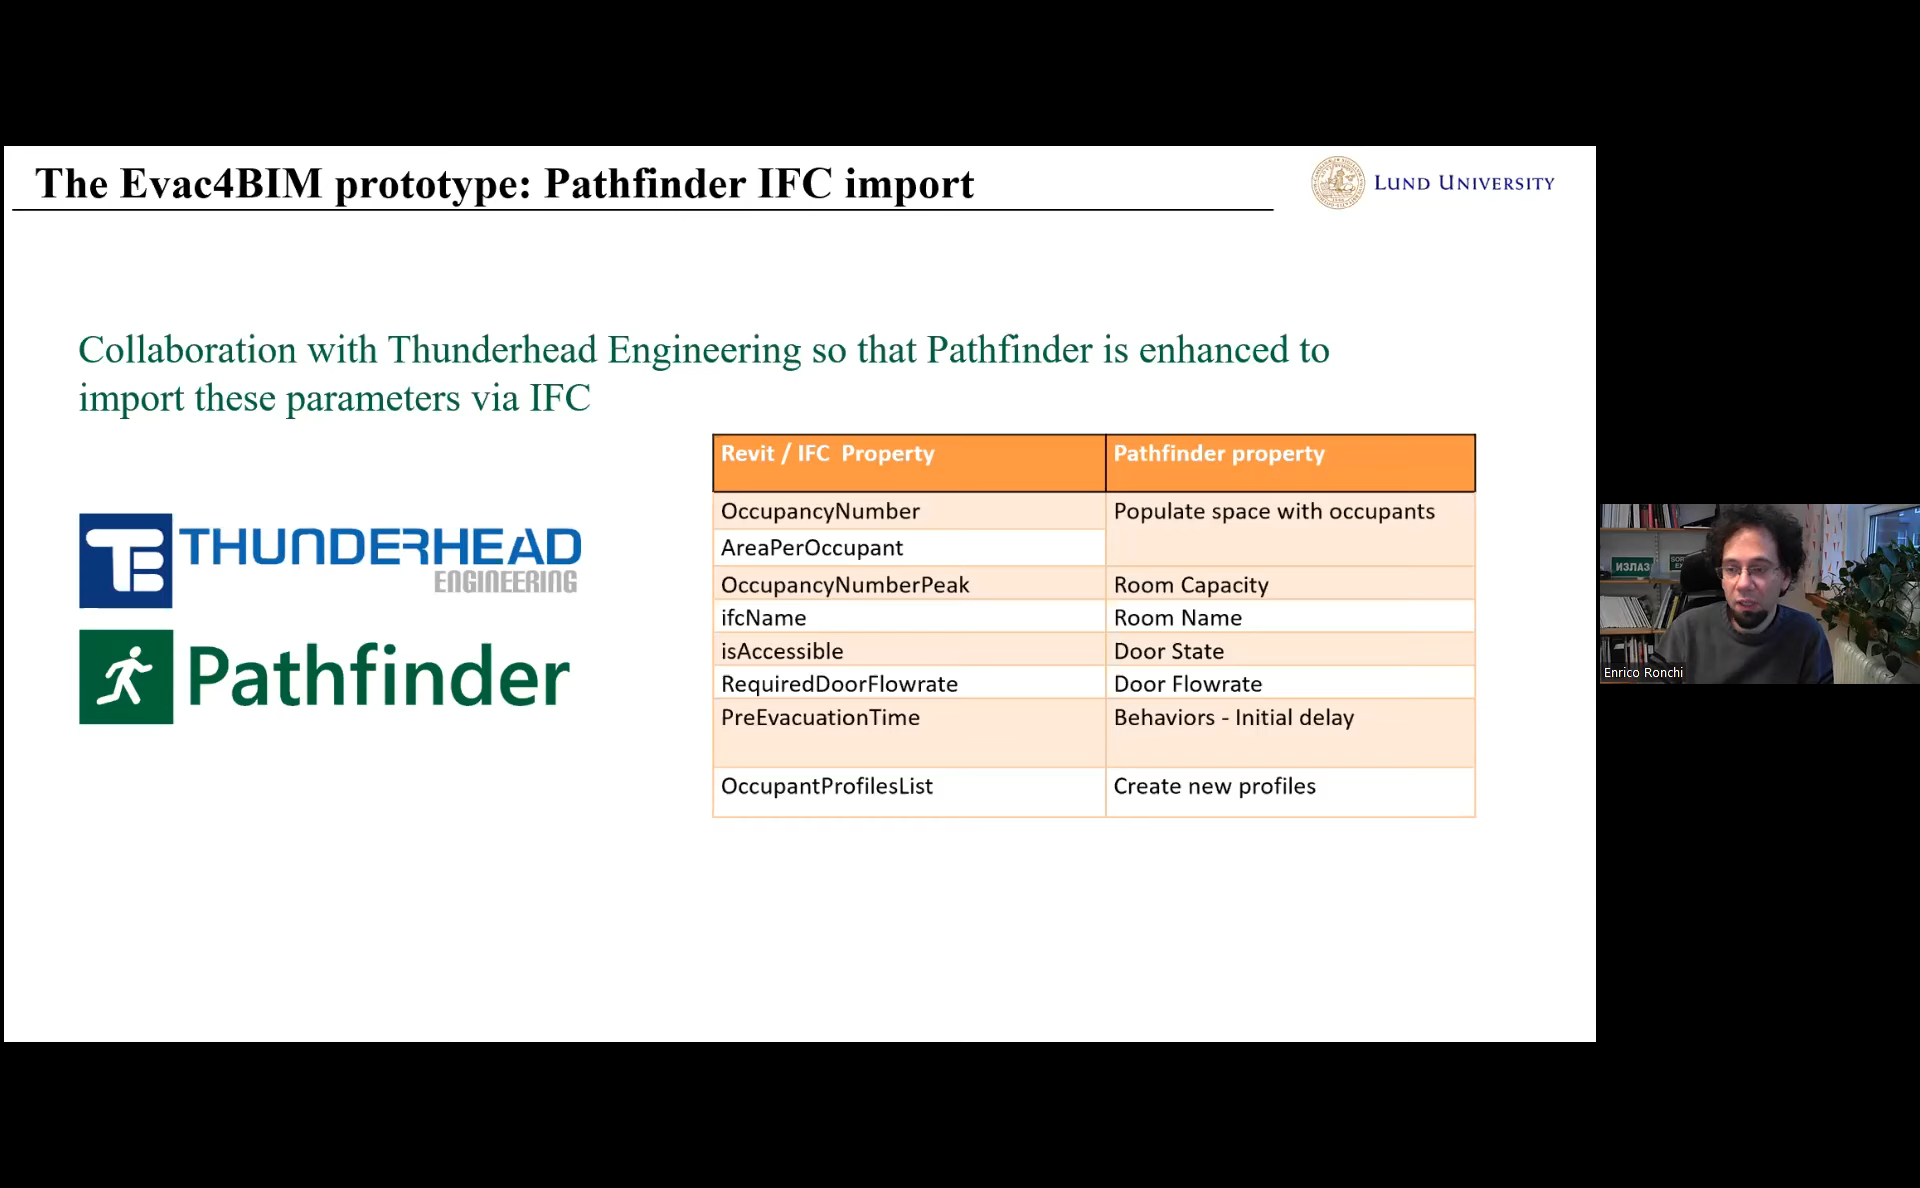 The Evac4BIM prototype: Pathfinder IFC import
LUND UNIVERSITY
Collaboration with Thunderhead Engineering so that Pathfinder is enhanced to
import these parameters via IFC
THUNDERHEAD
ENGINEERING
Pathfinder
Revit / IFC Property Pathfinder property
OccupancyNumber Populate space with occupants
AreaPerOccupant
OccupancyNumberPeak Room Capacity
ifcName Room Name
isAccessible Door State
RequiredDoorFlowrate Door Flowrate
PreEvacuationTime Behaviors - Initial delay
OccupantProfilesList Create new profiles
ИЗЛАЗ
Enrico Ronchi